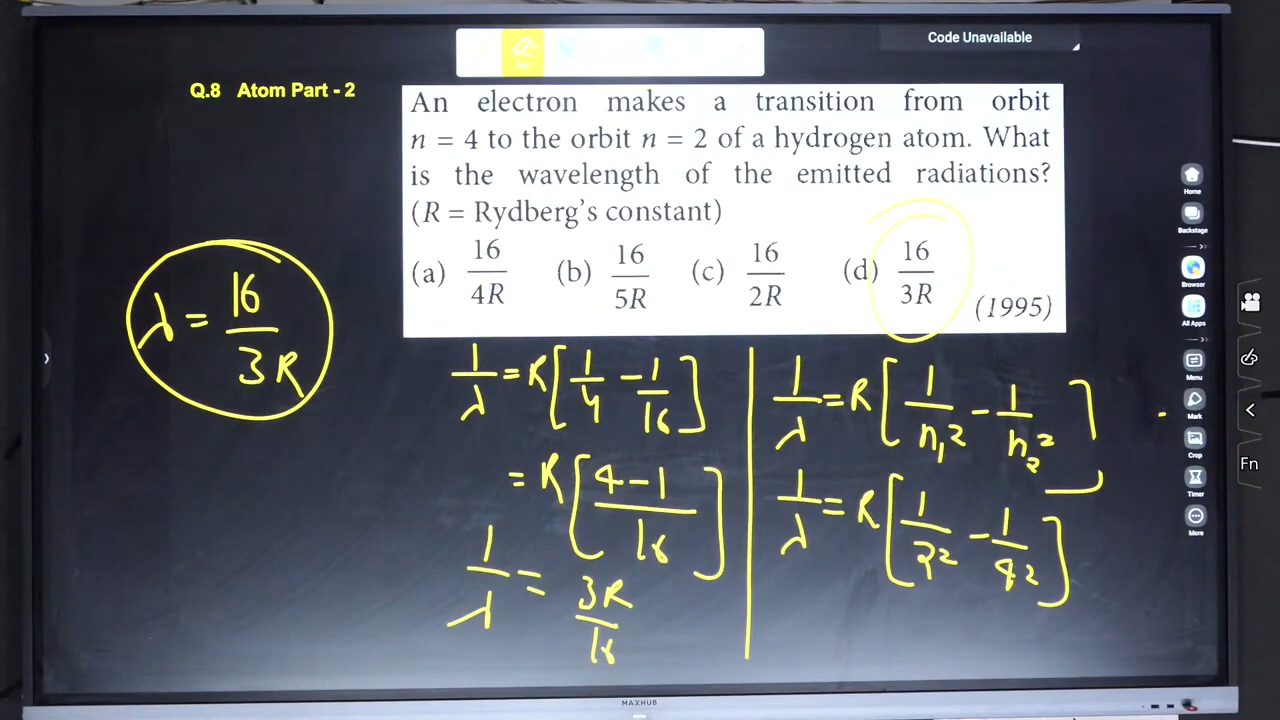 Code Unavailable
Q.8 Atom Part - 2
An electron makes a transition from orbit
n = 4 to the orbit n = 2 of a hydrogen atom. What
is the wavelength of the emitted radiations?
(R = Rydberg's constant)
(a) 16/4R (b) 16/5R (c) 16/2R (d) 16/3R
(1995)
λ = 16/3R
1/λ = R[1/4 - 1/16]
= R[4-1/16]
1/λ = 3R/16
1/λ = R[1/n₁² - 1/n₂²]
1/λ = R[1/2² - 1/4²]
Home
Backstage
Browser
All Apps
Menu
Mark
Crop
Timer
More
Fn
MAXHUB